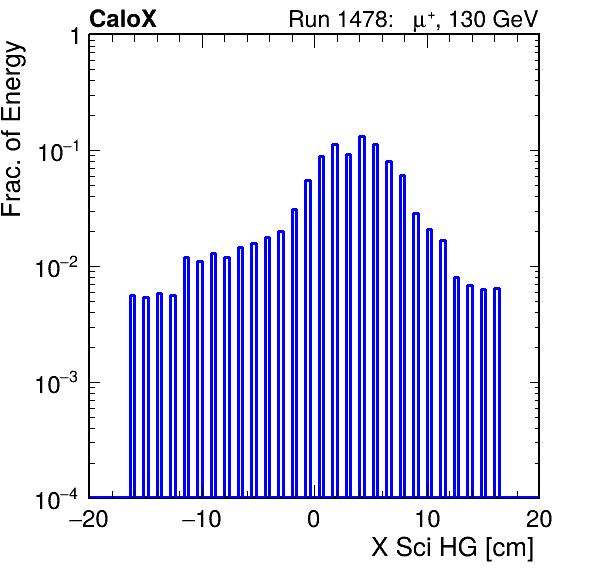 CaloX Run 1478: μ⁺, 130 GeV
Frac. of Energy
1
10⁻¹
10⁻²
10⁻³
10⁻⁴
−20 −10 0 10 20
X Sci HG [cm]